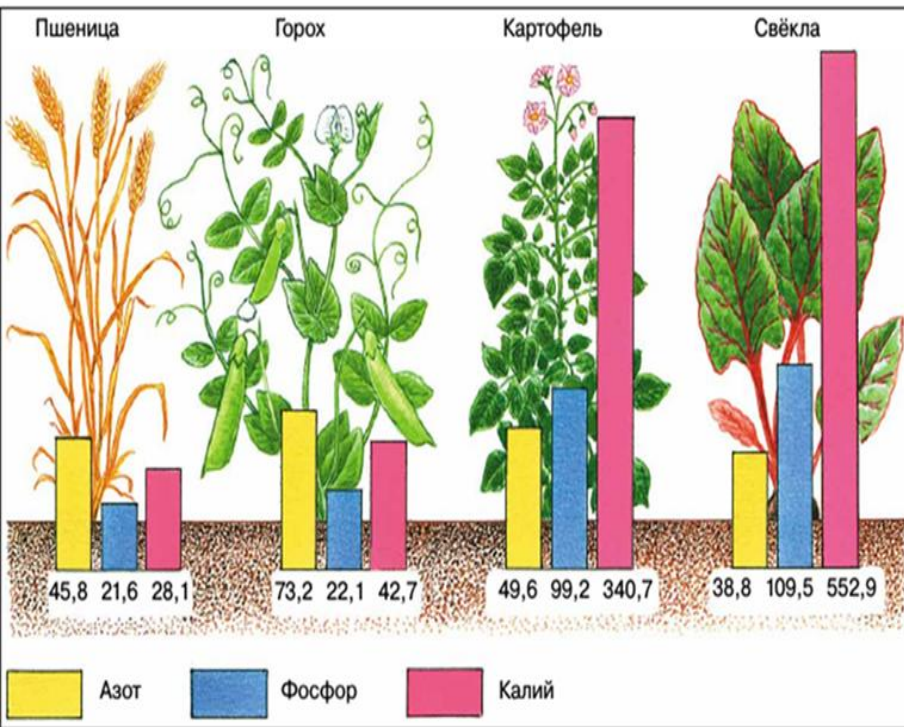 Пшеница Горох Картофель Свёкла
45,8 21,6 28,1 73,2 22,1 42,7 49,6 99,2 340,7 38,8 109,5 552,9
Азот Фосфор Калий